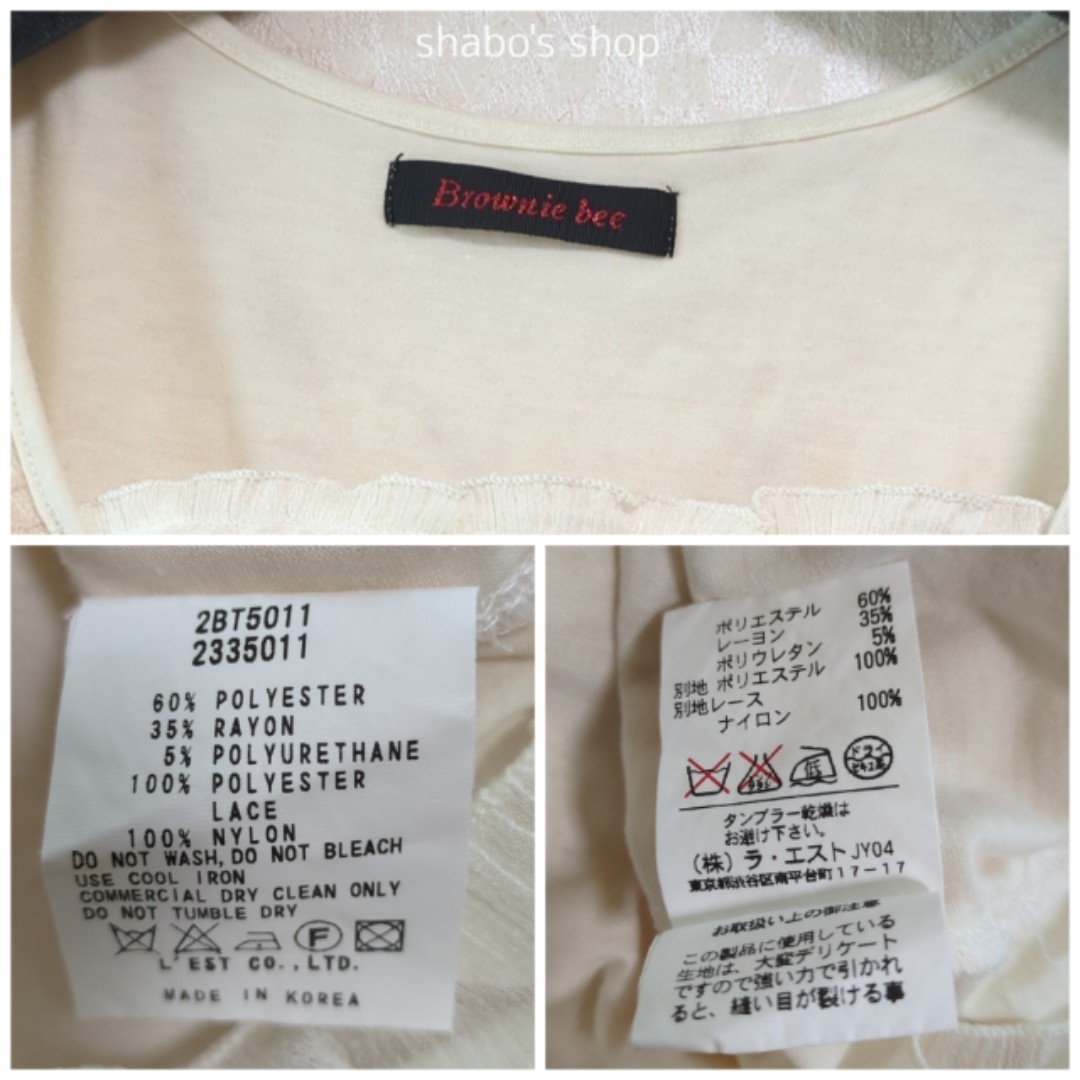 shabo's shop
Brownie bee
2BT5011
2335011
60% POLYESTER
35% RAYON
5% POLYURETHANE
100% POLYESTER
LACE
100% NYLON
DO NOT WASH, DO NOT BLEACH
USE COOL IRON
COMMERCIAL DRY CLEAN ONLY
DO NOT TUMBLE DRY
F
L'EST CO., LTD.
MADE IN KOREA
ポリエステル 60%
レーヨン 35%
ポリウレタン 5%
別地 ポリエステル 100%
別地レース
ナイロン 100%
低 ドライ
タンブラー乾燥は
お避け下さい。
(株)ラ・エスト JY04
東京都渋谷区南平台町17-17
お取扱い上の御注意
この製品に使用している
生地は、大変デリケート
ですので強い力で引かれ
ると、縫い目が裂ける事